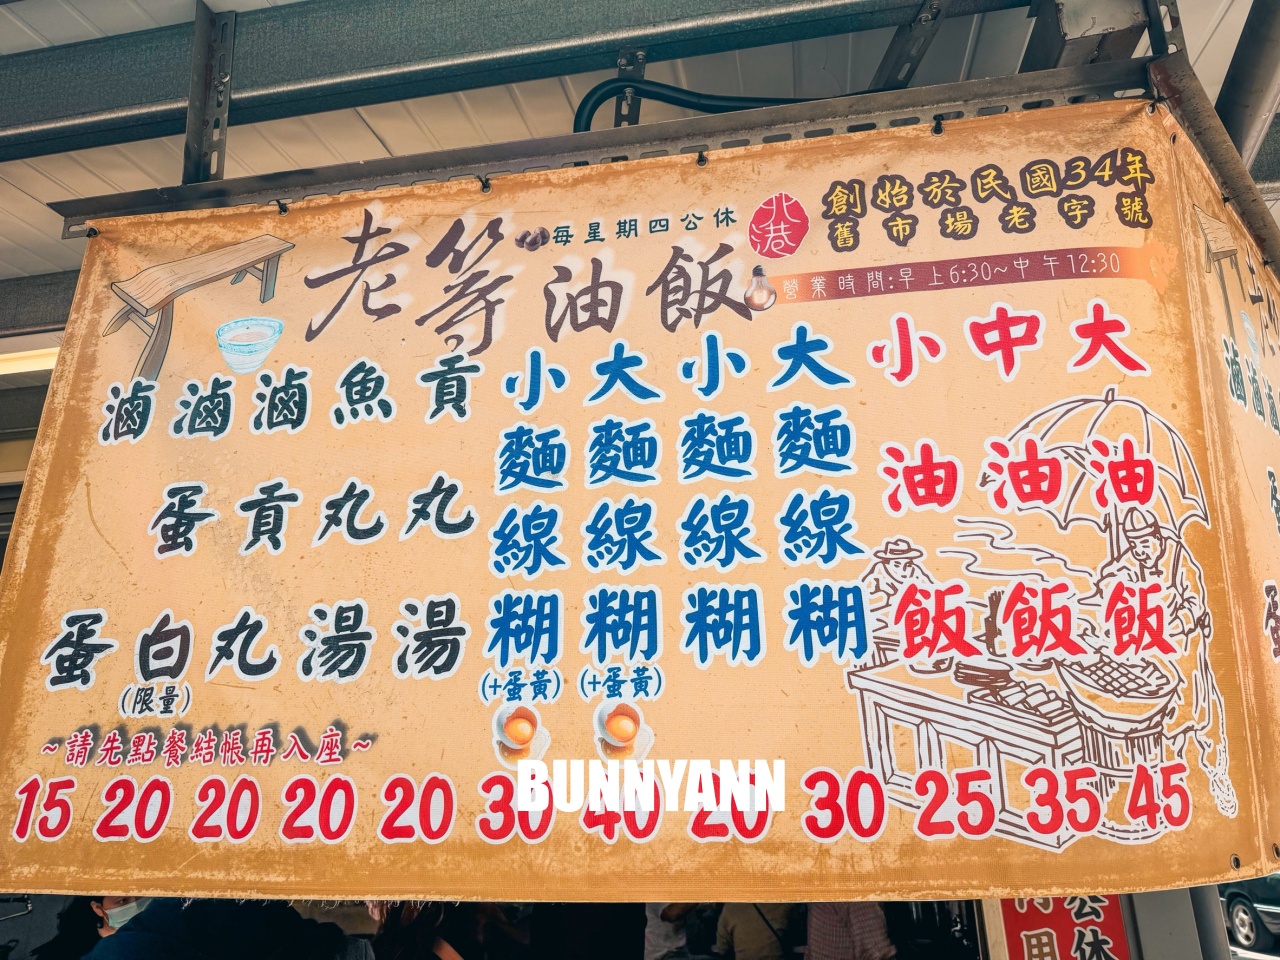 創始於民國34年
舊市場老字號
北港
每星期四公休
老等油飯
營業時間:早上6:30~中午12:30
大油飯
45
中油飯
35
小油飯
25
大麵線糊
30
小麵線糊
20
大麵線糊
(+蛋黃)
40
小麵線糊
(+蛋黃)
30
貢丸湯
20
魚丸湯
20
滷貢丸
20
滷蛋白
(限量)
20
滷蛋
15
~請先點餐結帳再入座~
BUNNYANN
公休